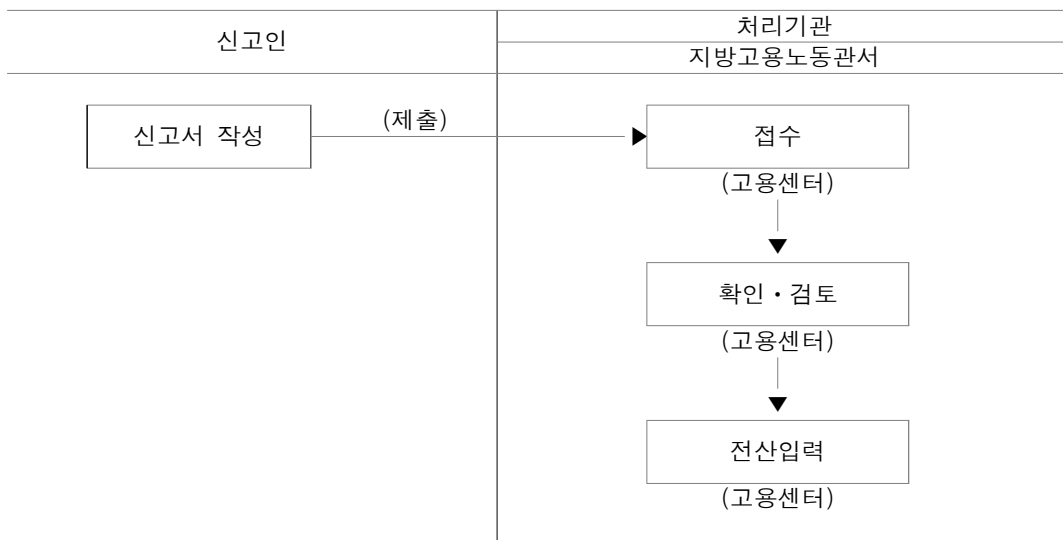 신고인
처리기관
지방고용노동관서
신고서 작성
(제출)
접수
(고용센터)
확인·검토
(고용센터)
전산입력
(고용센터)